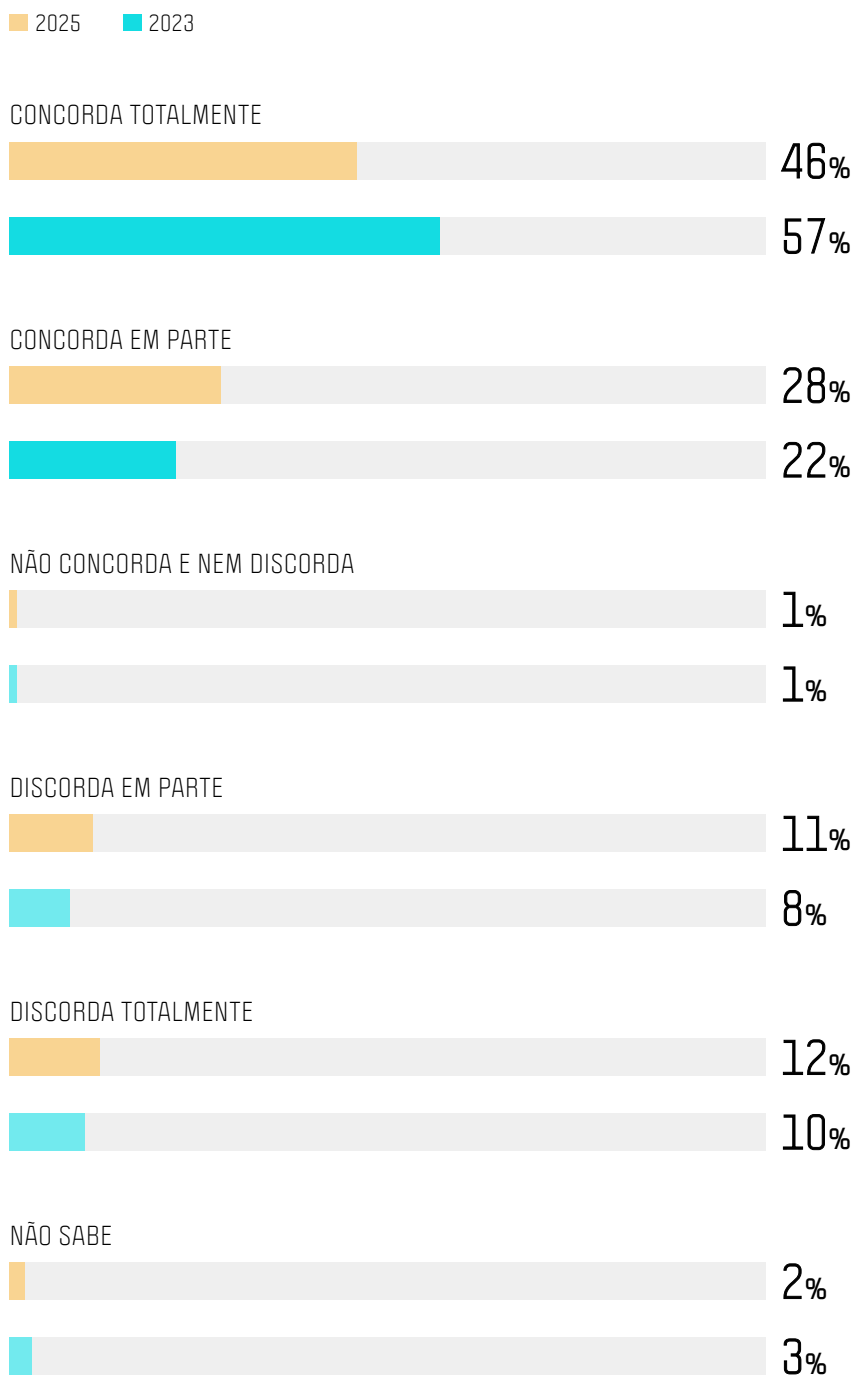 2025 2023
CONCORDA TOTALMENTE
46%
57%
CONCORDA EM PARTE
28%
22%
NÃO CONCORDA E NEM DISCORDA
1%
1%
DISCORDA EM PARTE
11%
8%
DISCORDA TOTALMENTE
12%
10%
NÃO SABE
2%
3%